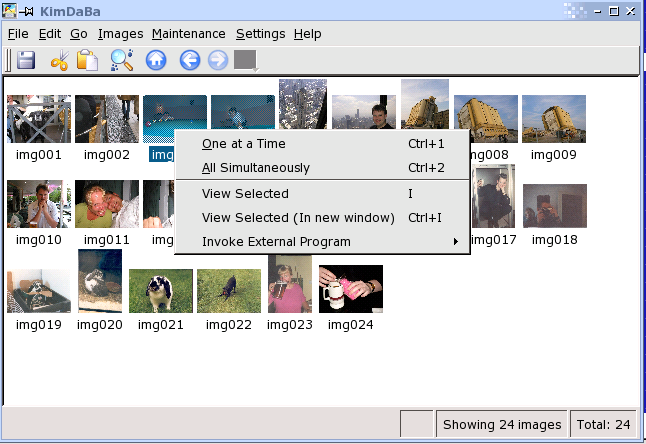 KimDaBa
File Edit Go Images Maintenance Settings Help
img001 img002 img008 img009
One at a Time Ctrl+1
All Simultaneously Ctrl+2
View Selected I
View Selected (In new window) Ctrl+I
Invoke External Program
img010 img011 img017 img018
img019 img020 img021 img022 img023 img024
Showing 24 images Total: 24